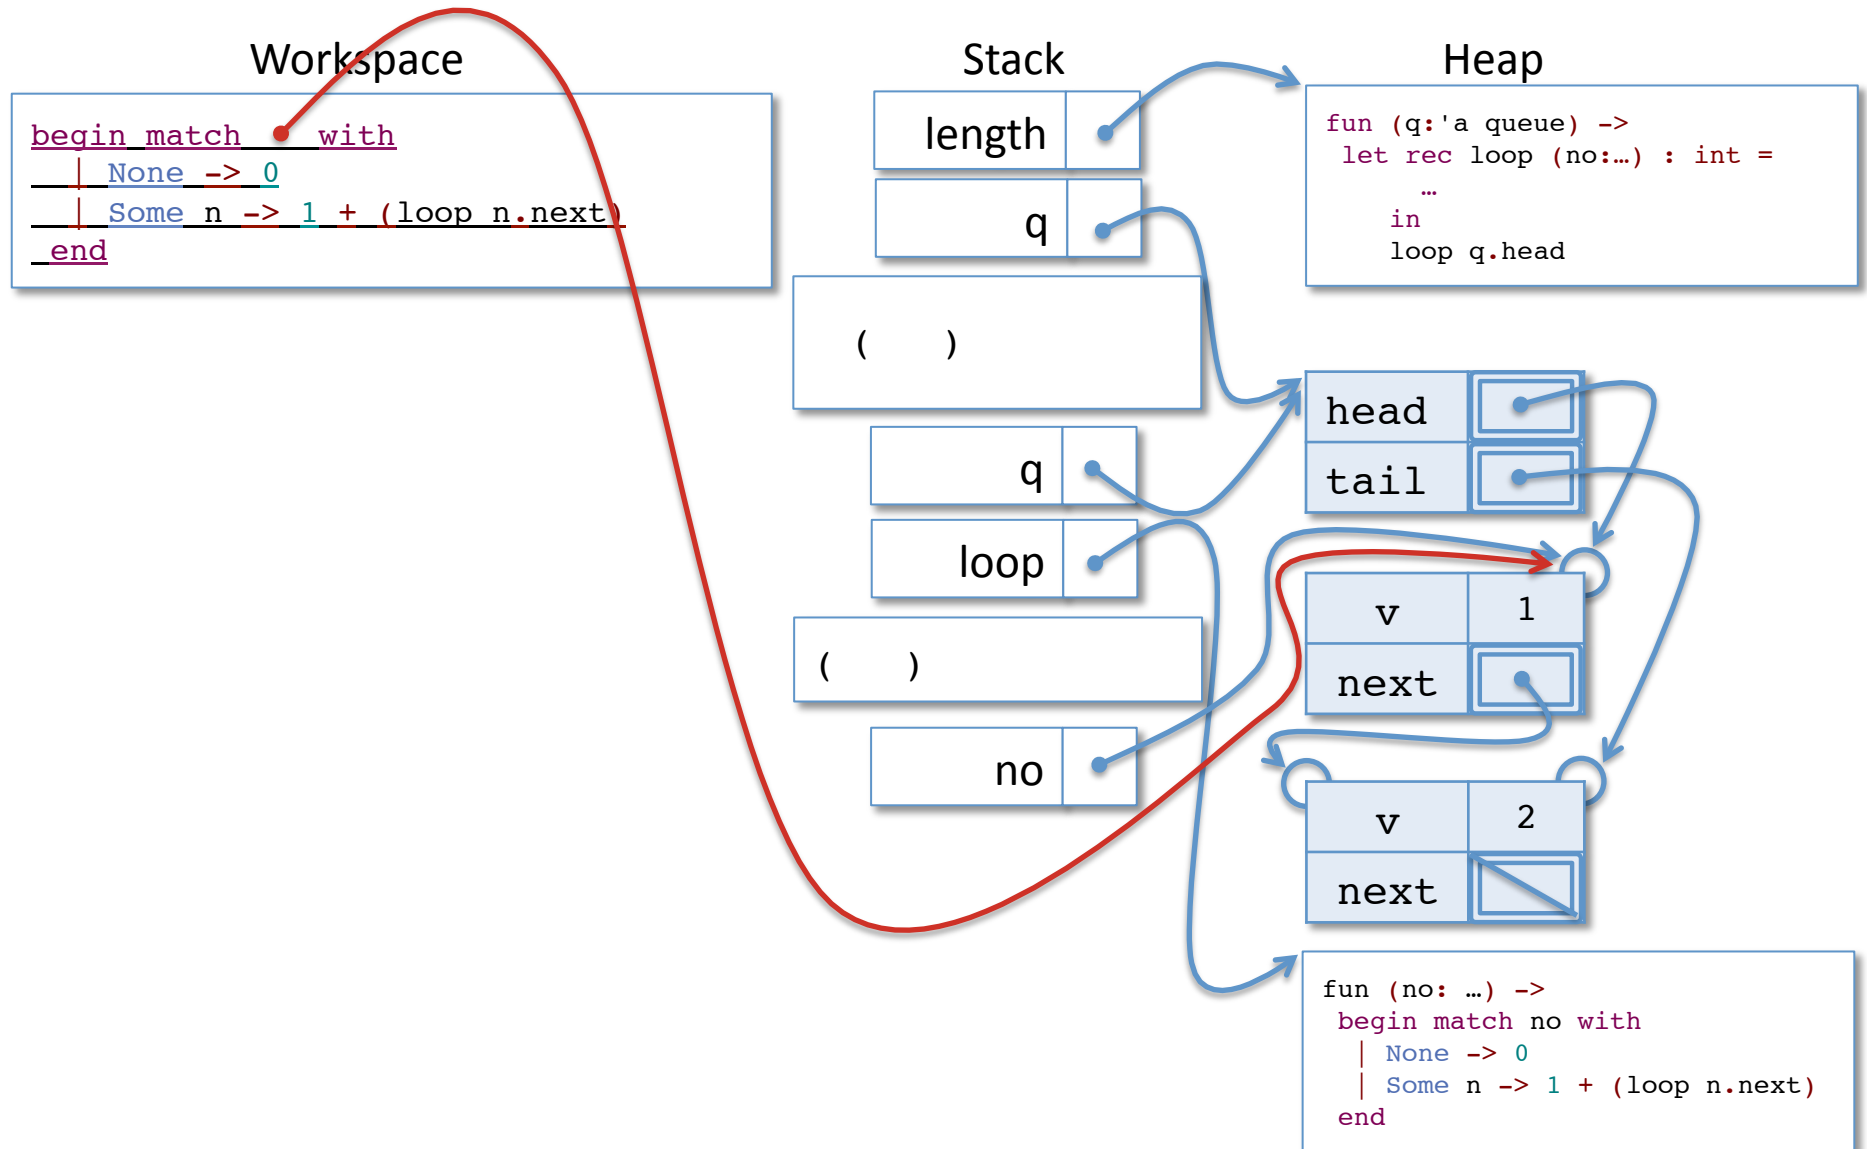 Workspace
begin match with
| None -> 0
| Some n -> 1 + (loop n.next)
end
Stack
length
q
( )
q
loop
( )
no
Heap
fun (q:'a queue) ->
let rec loop (no:…) : int =
…
in
loop q.head
head
tail
v 1
next
v 2
next
fun (no: …) ->
begin match no with
| None -> 0
| Some n -> 1 + (loop n.next)
end